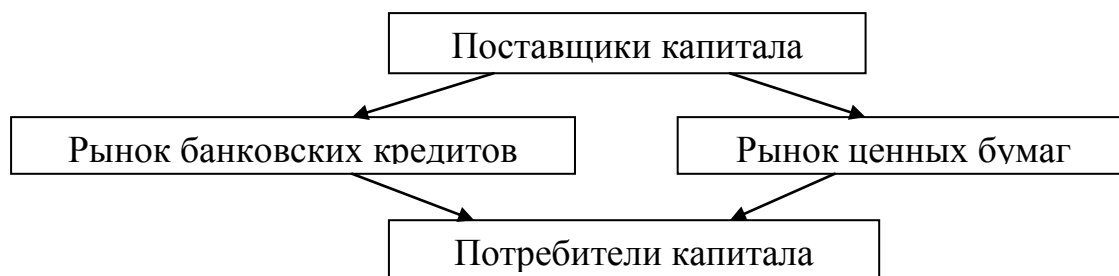 Поставщики капитала
Рынок банковских кредитов
Рынок ценных бумаг
Потребители капитала